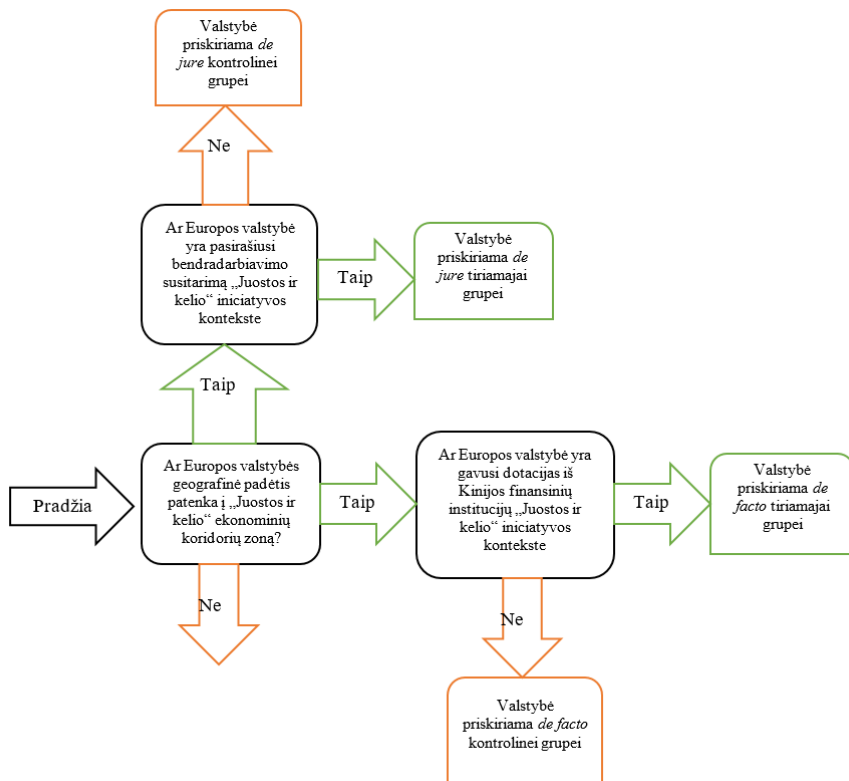 Valstybė
priskiriama de
jure kontrolinei
grupei
Ne
Ar Europos valstybė
yra pasirašiusi
bendradarbiavimo
susitarimą „Juostos ir
kelio“ iniciatyvos
kontekste
Taip
Valstybė
priskiriama de
jure tiriamajai
grupei
Taip
Pradžia
Ar Europos valstybės
geografinė padėtis
patenka į „Juostos ir
kelio“ ekonominių
koridorių zoną?
Taip
Ar Europos valstybė yra
gavusi dotacijas iš
Kinijos finansinių
institucijų „Juostos ir
kelio“ iniciatyvos
kontekste
Taip
Valstybė
priskiriama de
facto tiriamajai
grupei
Ne
Ne
Valstybė
priskiriama de facto
kontrolinei grupei